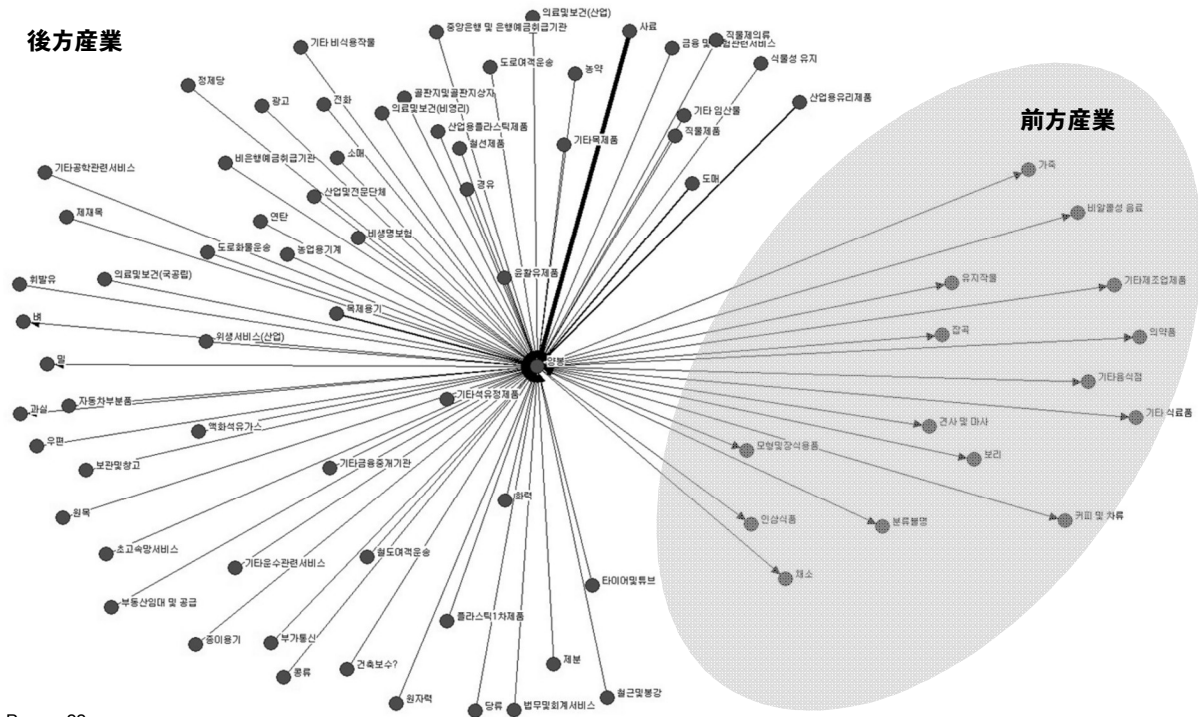 後方産業
의료및보건(산업)
중앙은행 및 은행예금취급기관
사료
직물제의류
금융 및 보험관련서비스
기타 비식용작물
식물성 유지
도로여객운송
농약
정제당
골판지및골판지상자
산업용유리제품
전화
광고
의료및보건(비영리)
기타 임산물
前方産業
산업용플라스틱제품
직물제품
기타목제품
철선제품
소매
비은행예금취급기관
가죽
기타공학관련서비스
도매
경유
산업및전문단체
비알콜성 음료
제재목
연탄
비생명보험
도로화물운송
농업용기계
윤활유제품
의료및보건(국공립)
유지작물
휘발유
기타제조업제품
목제용기
벼
잡곡
의약품
위생서비스(산업)
양봉
밀
기타음식점
기타석유정제품
자동차부분품
과실
기타 식료품
견사 및 마사
액화석유가스
우편
모형및장식용품
보리
기타금융중개기관
보관및창고
화력
원목
인삼식품
분류불명
커피 및 차류
초고속망서비스
철도여객운송
기타운수관련서비스
채소
타이어및튜브
부동산임대 및 공급
플라스틱1차제품
종이용기
부가통신
제분
건축보수?
콩류
원자력
철근및봉강
당류
법무및회계서비스